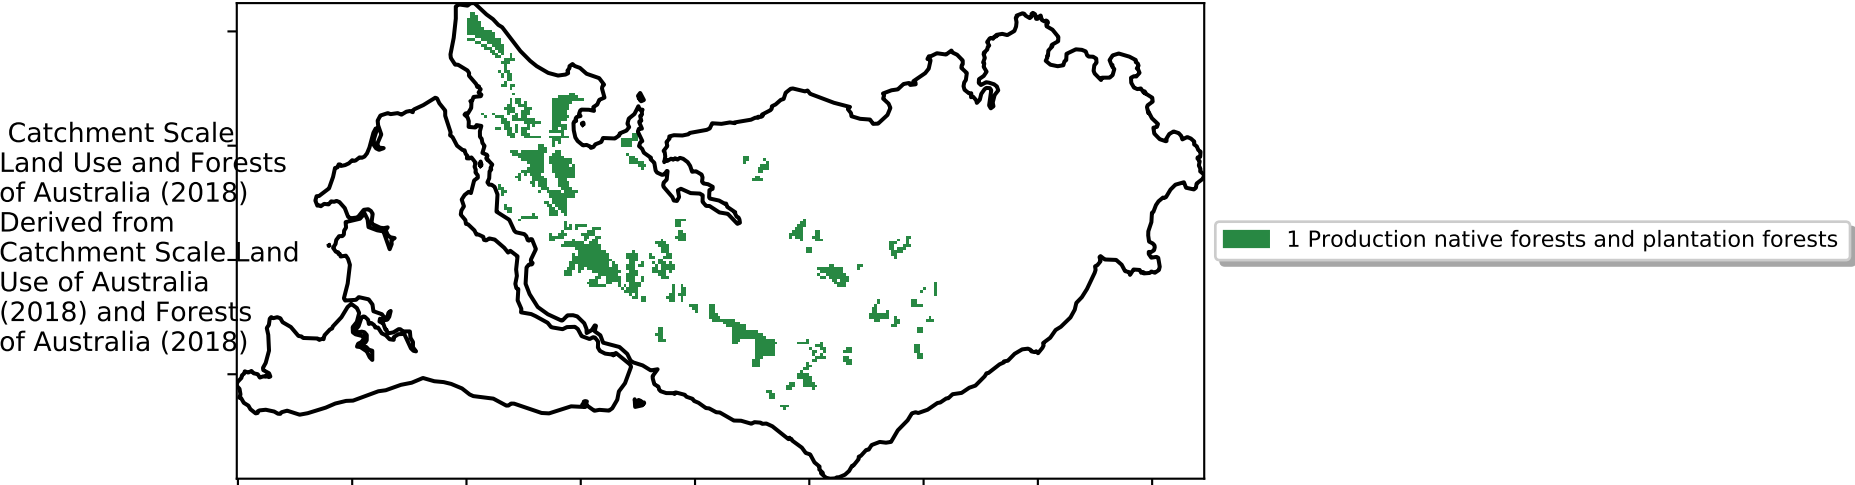 Catchment Scale
Land Use and Forests
of Australia (2018)
Derived from
Catchment Scale Land
Use of Australia
(2018) and Forests
of Australia (2018)
1 Production native forests and plantation forests